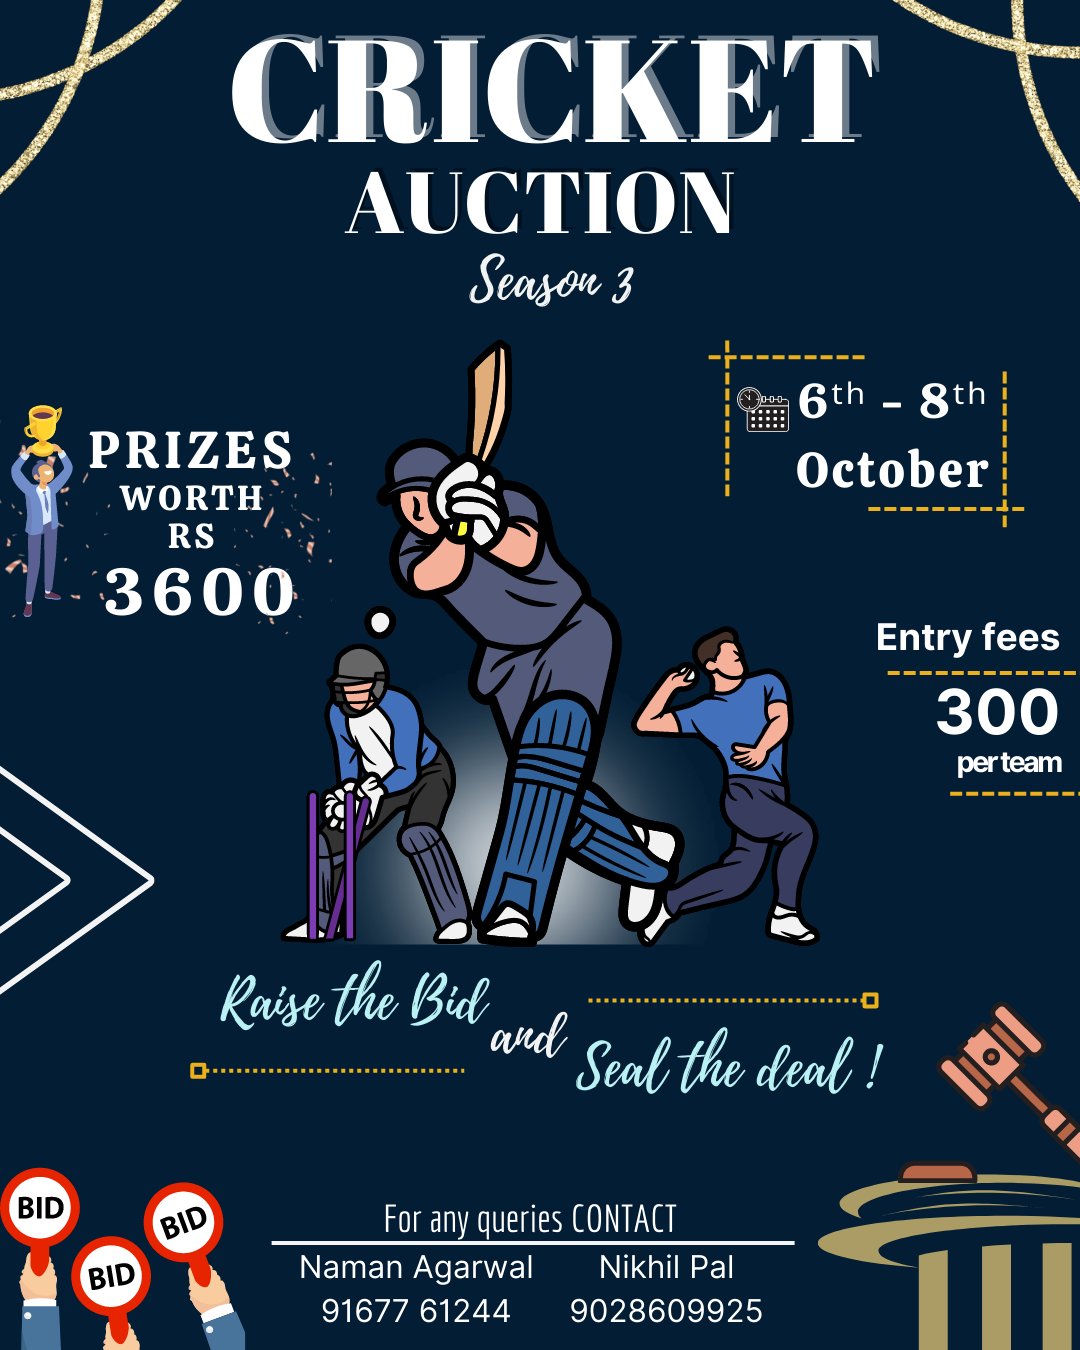 CRICKET
AUCTION
Season 3
6th - 8th
October
PRIZES
WORTH
RS
3600
Entry fees
300
per team
Raise the Bid
and
Seal the deal !
BID
BID
BID
For any queries CONTACT
Naman Agarwal
91677 61244
Nikhil Pal
9028609925